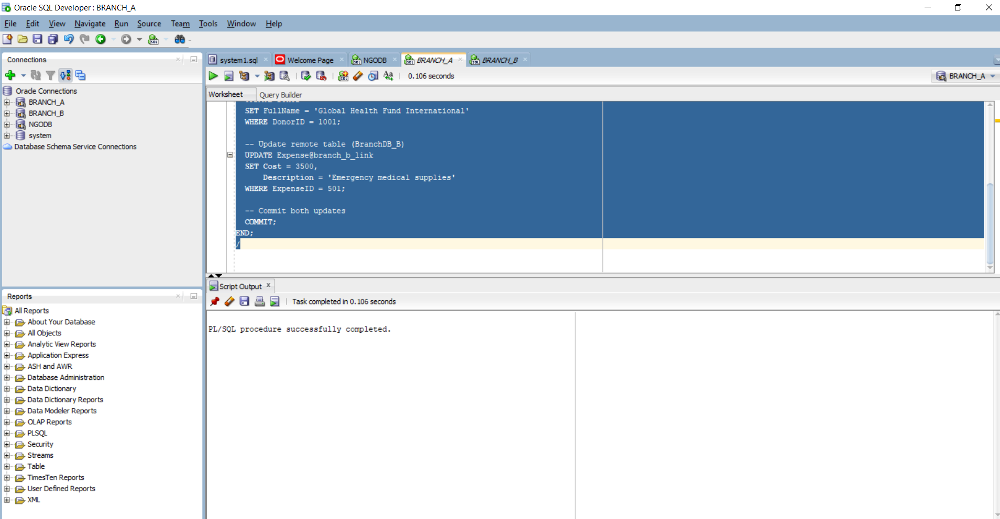 Oracle SQL Developer : BRANCH_A
File Edit View Navigate Run Source Team Tools Window Help
Connections
Oracle Connections
BRANCH_A
BRANCH_B
NGODB
system
Database Schema Service Connections
Reports
All Reports
About Your Database
All Objects
Analytic View Reports
Application Express
ASH and AWR
Database Administration
Data Dictionary
Data Dictionary Reports
Data Modeler Reports
OLAP Reports
PLSQL
Security
Streams
Table
TimesTen Reports
User Defined Reports
XML
system1.sql Welcome Page NGODB BRANCH_A BRANCH_B
0.106 seconds BRANCH_A
Worksheet Query Builder
SET FullName = 'Global Health Fund International'
WHERE DonorID = 1001;
-- Update remote table (BranchDB_B)
UPDATE Expense@branch_b_link
SET Cost = 3500,
Description = 'Emergency medical supplies'
WHERE ExpenseID = 501;
-- Commit both updates
COMMIT;
END;
/
Script Output
Task completed in 0.106 seconds
PL/SQL procedure successfully completed.